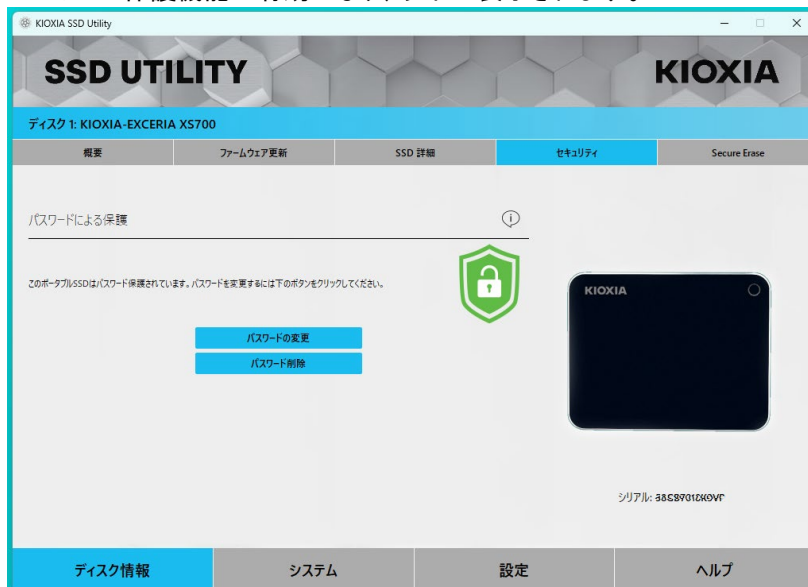 KIOXIA SSD Utility
SSD UTILITY
KIOXIA
ディスク 1: KIOXIA-EXCERIA XS700
概要
ファームウェア更新
SSD 詳細
セキュリティ
Secure Erase
パスワードによる保護
このポータブルSSDはパスワード保護されています。パスワードを変更するには下のボタンをクリックしてください。
パスワードの変更
パスワード削除
KIOXIA
シリアル:
ディスク情報
システム
設定
ヘルプ